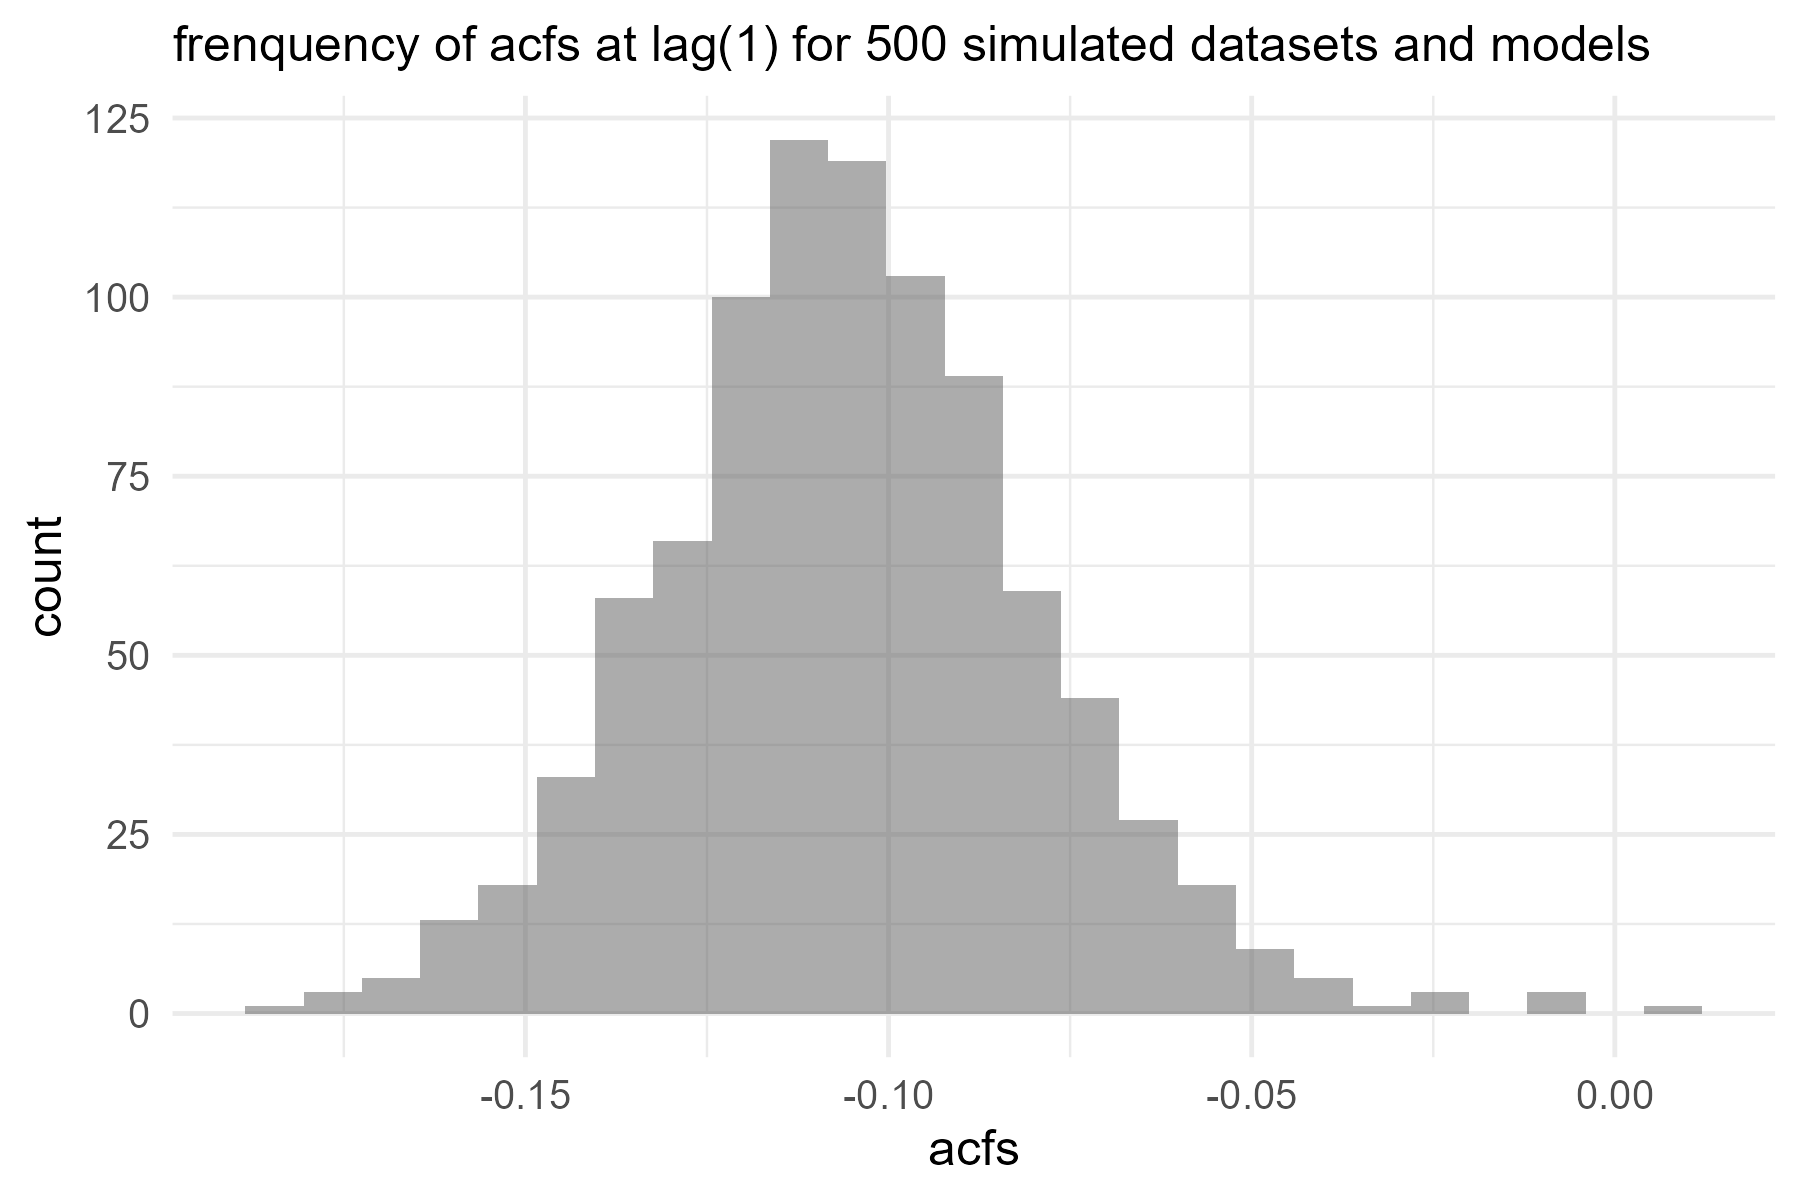 frenquency of acfs at lag(1) for 500 simulated datasets and models
125
100
75
50
25
0
count
-0.15 -0.10 -0.05 0.00
acfs